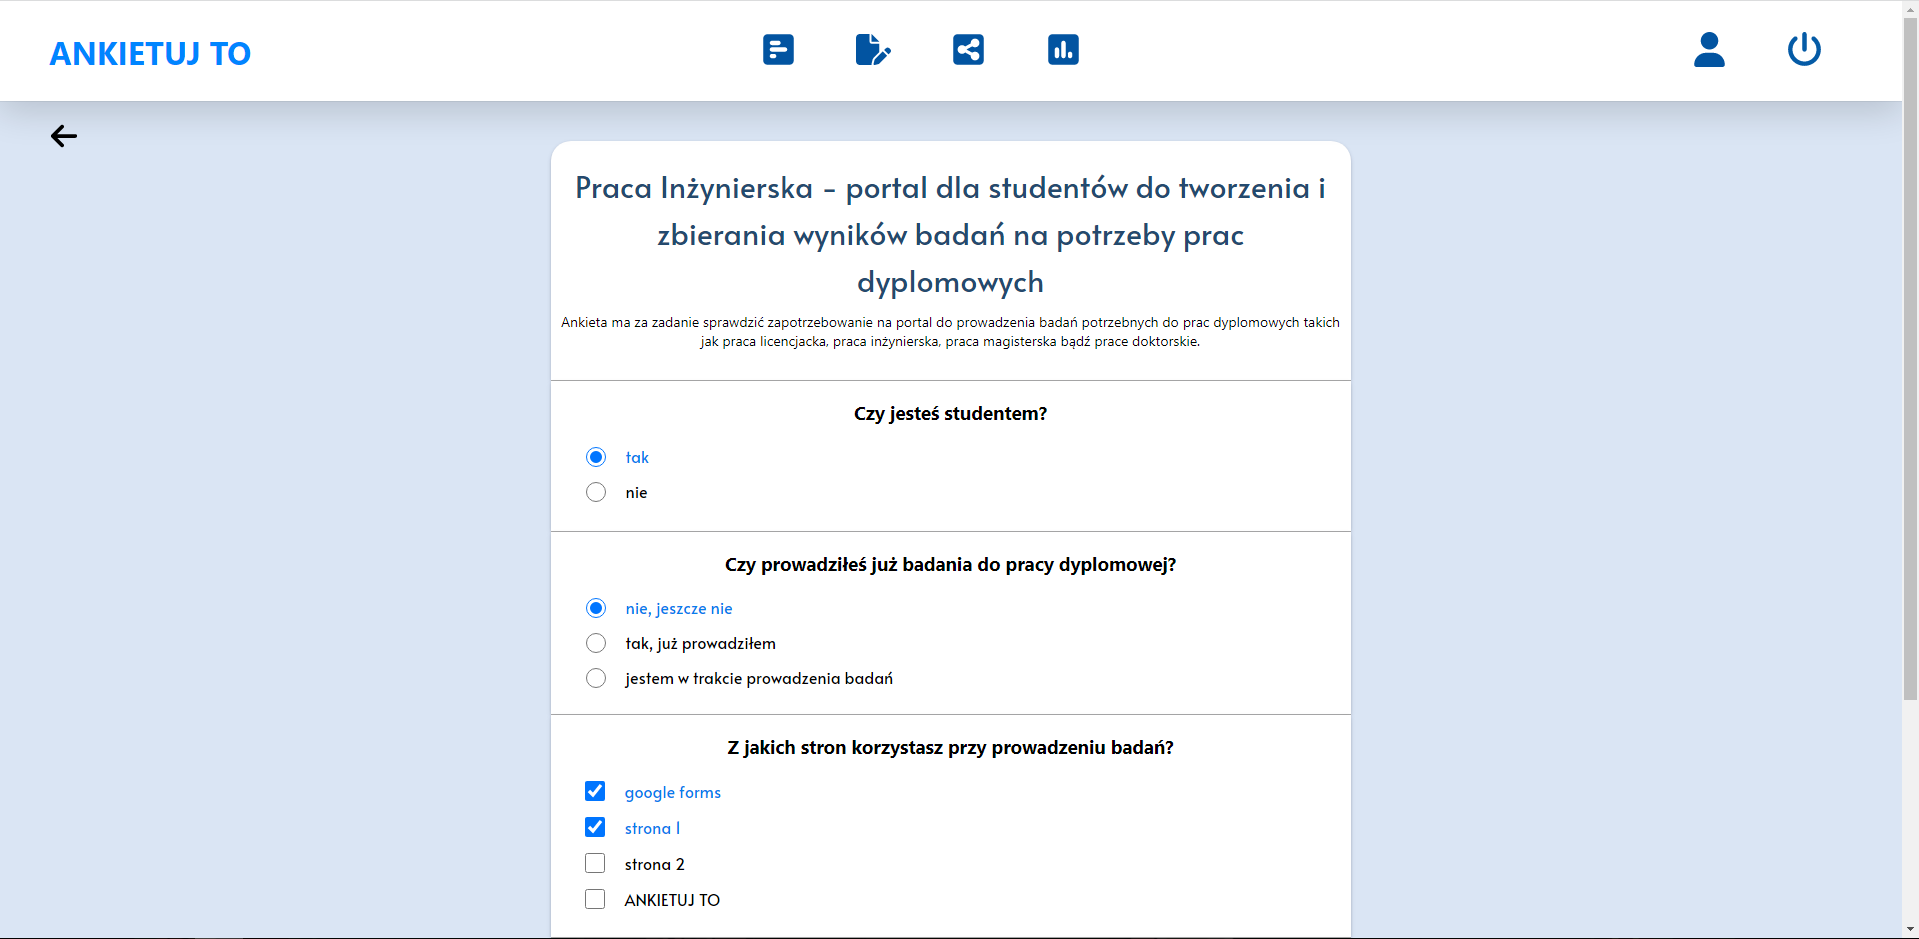 ANKIETUJ TO
Praca Inżynierska - portal dla studentów do tworzenia i
zbierania wyników badań na potrzeby prac
dyplomowych
Ankieta ma za zadanie sprawdzić zapotrzebowanie na portal do prowadzenia badań potrzebnych do prac dyplomowych takich
jak praca licencjacka, praca inżynierska, praca magisterska bądź prace doktorskie.
Czy jesteś studentem?
tak
nie
Czy prowadziłeś już badania do pracy dyplomowej?
nie, jeszcze nie
tak, już prowadziłem
jestem w trakcie prowadzenia badań
Z jakich stron korzystasz przy prowadzeniu badań?
google forms
strona 1
strona 2
ANKIETUJ TO